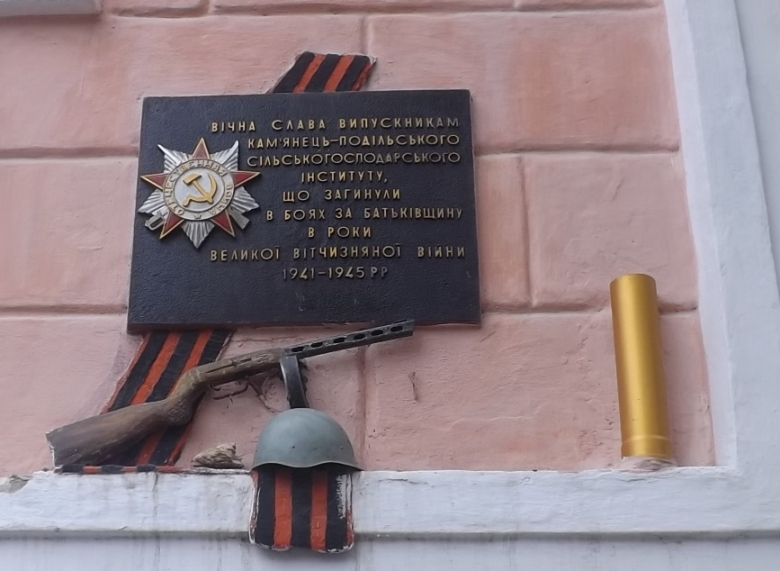 ВІЧНА СЛАВА ВИПУСКНИКАМ
КАМ'ЯНЕЦЬ-ПОДІЛЬСЬКОГО
СІЛЬСЬКОГОСПОДАРСЬКОГО
ІНСТИТУТУ,
ЩО ЗАГИНУЛИ
В БОЯХ ЗА БАТЬКІВЩИНУ
В РОКИ
ВЕЛИКОЇ ВІТЧИЗНЯНОЇ ВІЙНИ
1941-1945 РР